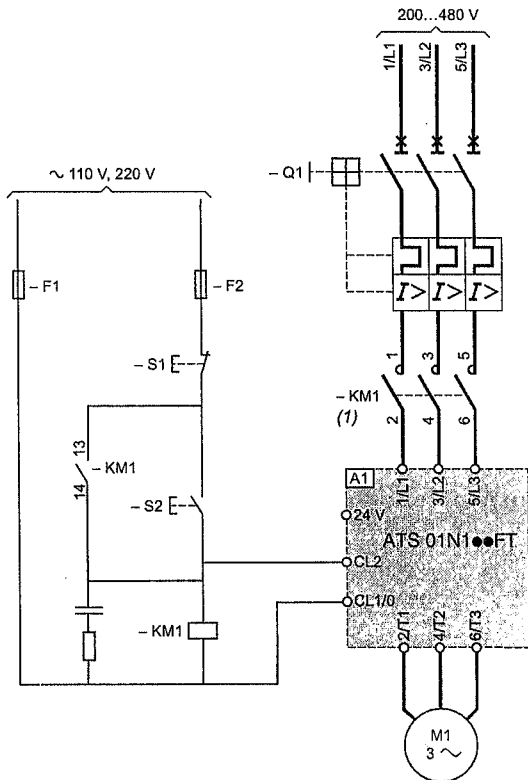 200...480 V
1/L1
3/L2
5/L3
~ 110 V, 220 V
– Q1
– F1
– F2
I> I> I>
– S1
1 3 5
– KM1
(1)
2 4 6
13
– KM1
14
– S2
A1
1/L1
3/L2
5/L3
24 V
ATS 01N1●●FT
CL2
CL1/0
– KM1
2/T1
4/T2
6/T3
M1
3 ~